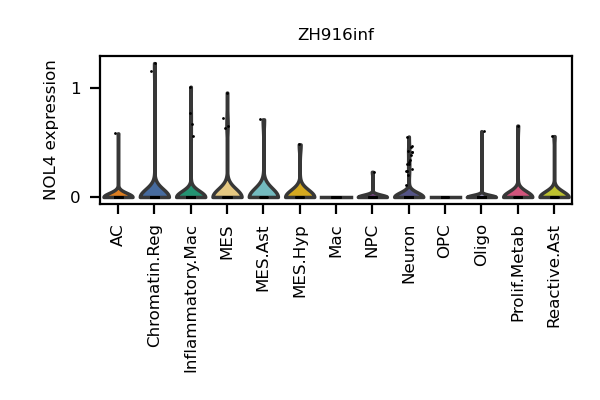 ZH916inf
NOL4 expression
1
0
AC
Chromatin.Reg
Inflammatory.Mac
MES
MES.Ast
MES.Hyp
Mac
NPC
Neuron
OPC
Oligo
Prolif.Metab
Reactive.Ast